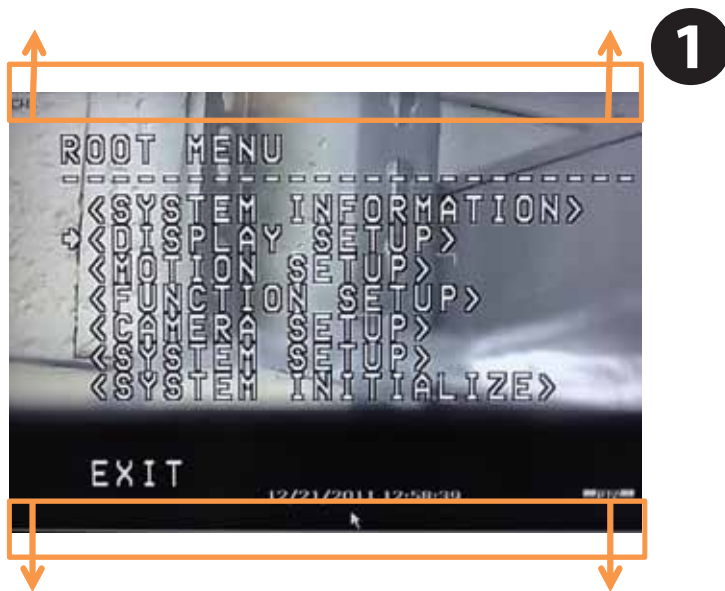 1
ROOT MENU
<SYSTEM INFORMATION>
<DISPLAY SETUP>
<MOTION SETUP>
<FUNCTION SETUP>
<CAMERA SETUP>
<SYSTEM SETUP>
<SYSTEM INITIALIZE>
EXIT
12/21/2011 12:58:39